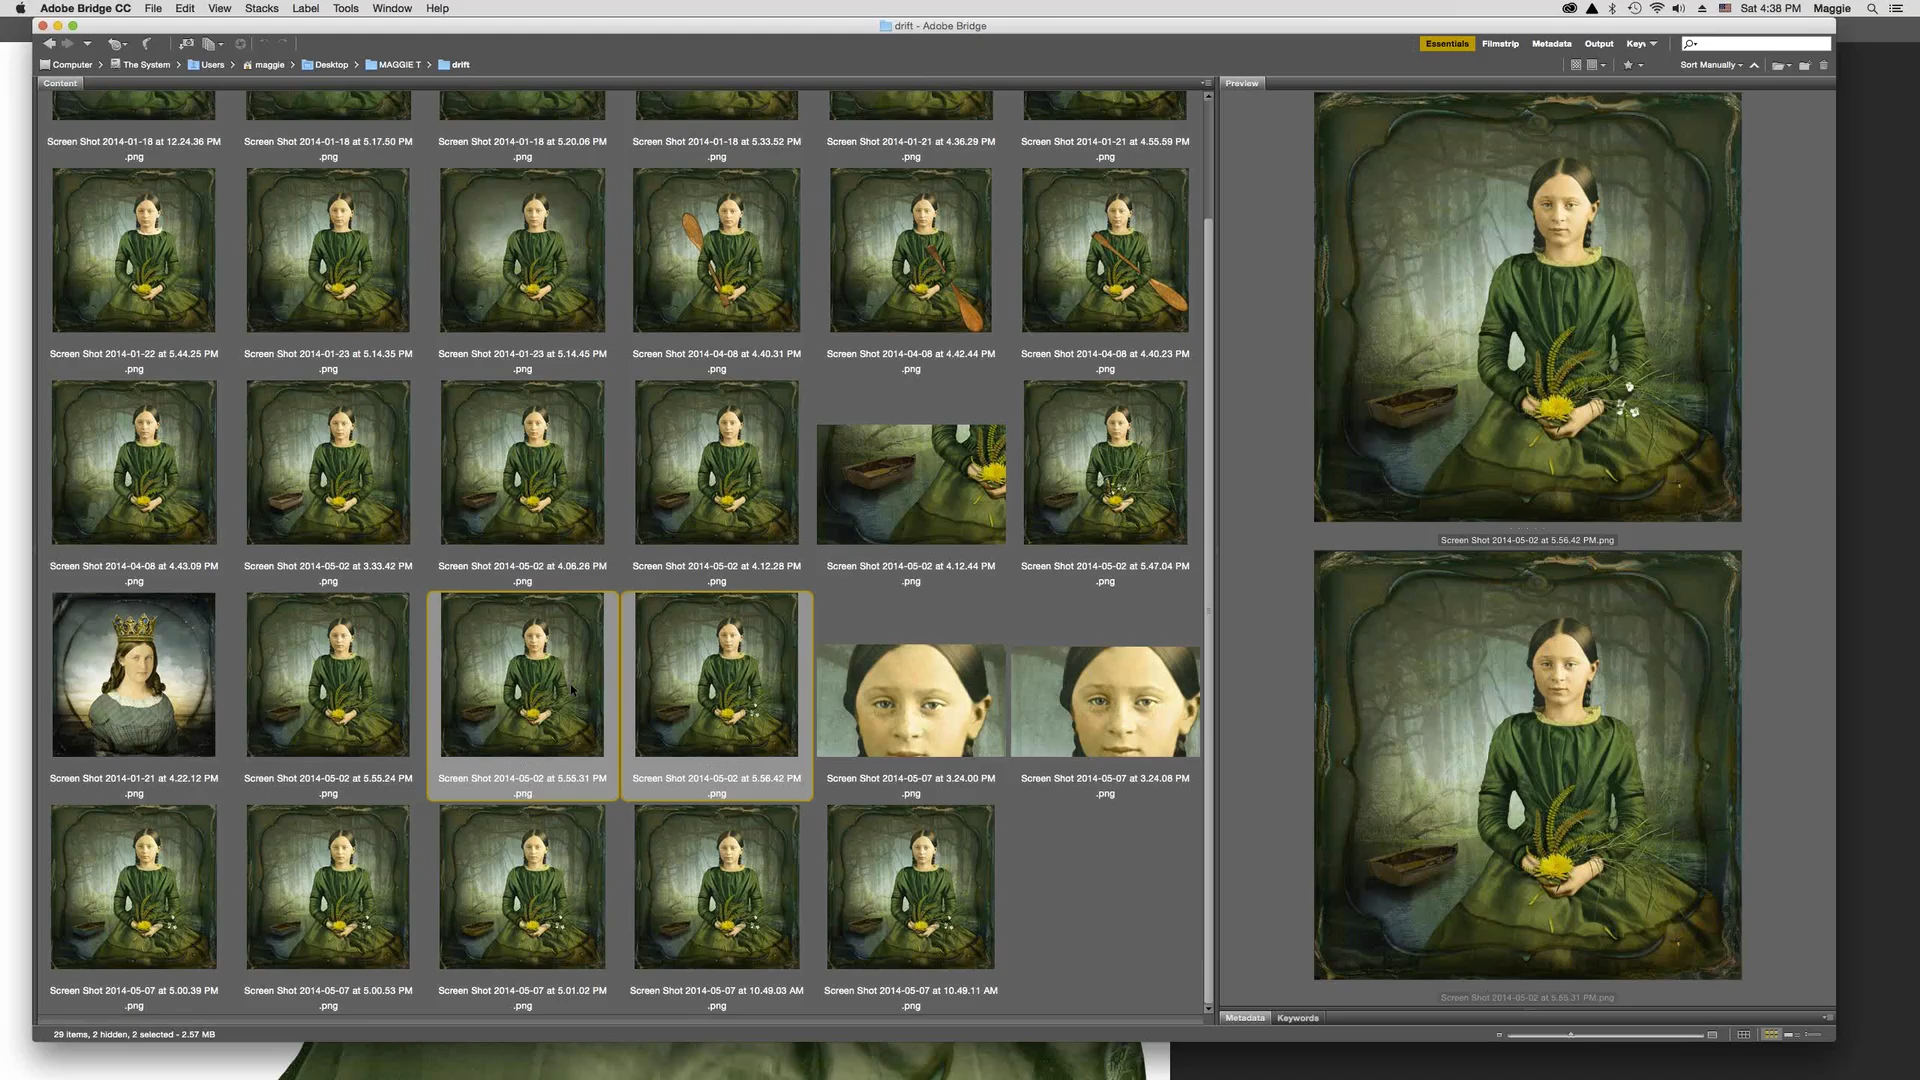 Adobe Bridge CC File Edit View Stacks Label Tools Window Help Sat 4:38 PM Maggie
drift - Adobe Bridge
Essentials Filmstrip Metadata Output Keyw
Computer The System Users maggie Desktop MAGGIE T drift Sort Manually
Content Preview
Screen Shot 2014-01-18 at 12.24.36 PM
.png
Screen Shot 2014-01-18 at 5.17.50 PM
.png
Screen Shot 2014-01-18 at 5.20.06 PM
.png
Screen Shot 2014-01-18 at 5.33.52 PM
.png
Screen Shot 2014-01-21 at 4.36.29 PM
.png
Screen Shot 2014-01-21 at 4.55.59 PM
.png
Screen Shot 2014-01-22 at 5.44.25 PM
.png
Screen Shot 2014-01-23 at 5.14.35 PM
.png
Screen Shot 2014-01-23 at 5.14.45 PM
.png
Screen Shot 2014-04-08 at 4.40.31 PM
.png
Screen Shot 2014-04-08 at 4.42.44 PM
.png
Screen Shot 2014-04-08 at 4.40.23 PM
.png
Screen Shot 2014-04-08 at 4.43.09 PM
.png
Screen Shot 2014-05-02 at 3.33.42 PM
.png
Screen Shot 2014-05-02 at 4.06.26 PM
.png
Screen Shot 2014-05-02 at 4.12.28 PM
.png
Screen Shot 2014-05-02 at 4.12.44 PM
.png
Screen Shot 2014-05-02 at 5.47.04 PM
.png
Screen Shot 2014-01-21 at 4.22.12 PM
.png
Screen Shot 2014-05-02 at 5.55.24 PM
.png
Screen Shot 2014-05-02 at 5.55.31 PM
.png
Screen Shot 2014-05-02 at 5.56.42 PM
.png
Screen Shot 2014-05-07 at 3.24.00 PM
.png
Screen Shot 2014-05-07 at 3.24.08 PM
.png
Screen Shot 2014-05-07 at 5.00.39 PM
.png
Screen Shot 2014-05-07 at 5.00.53 PM
.png
Screen Shot 2014-05-07 at 5.01.02 PM
.png
Screen Shot 2014-05-07 at 10.49.03 AM
.png
Screen Shot 2014-05-07 at 10.49.11 AM
.png
Screen Shot 2014-05-02 at 5.56.42 PM.png
Screen Shot 2014-05-02 at 5.55.31 PM.png
Metadata Keywords
29 items, 2 hidden, 2 selected - 2.57 MB